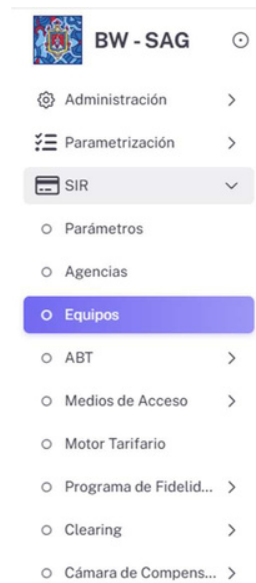 BW - SAG
Administración
Parametrización
SIR
Parámetros
Agencias
Equipos
ABT
Medios de Acceso
Motor Tarifario
Programa de Fidelid...
Clearing
Cámara de Compens...